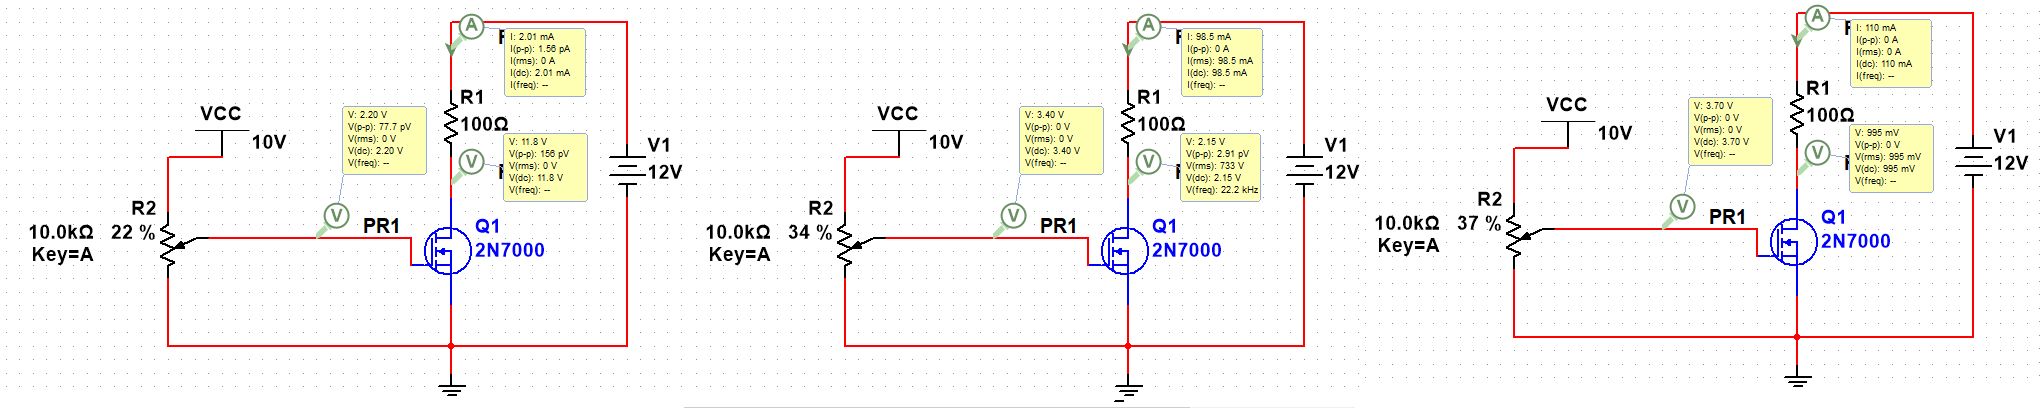 A
I: 2.01 mA
I(p-p): 1.56 pA
I(rms): 0 A
I(dc): 2.01 mA
I(freq): --
R1
100Ω
VCC
10V
V: 2.20 V
V(p-p): 77.7 pV
V(rms): 0 V
V(dc): 2.20 V
V(freq): --
V
V: 11.8 V
V(p-p): 156 pV
V(rms): 0 V
V(dc): 11.8 V
V(freq): --
V1
12V
R2
10.0kΩ 22 %
Key=A
V
PR1
Q1
2N7000
A
I: 98.5 mA
I(p-p): 0 A
I(rms): 98.5 mA
I(dc): 98.5 mA
I(freq): --
R1
100Ω
VCC
10V
V: 3.40 V
V(p-p): 0 V
V(rms): 0 V
V(dc): 3.40 V
V(freq): --
V
V: 2.15 V
V(p-p): 2.91 pV
V(rms): 733 V
V(dc): 2.15 V
V(freq): 22.2 kHz
V1
12V
R2
10.0kΩ 34 %
Key=A
V
PR1
Q1
2N7000
A
I: 110 mA
I(p-p): 0 A
I(rms): 0 A
I(dc): 110 mA
I(freq): --
R1
100Ω
VCC
10V
V: 3.70 V
V(p-p): 0 V
V(rms): 0 V
V(dc): 3.70 V
V(freq): --
V
V: 995 mV
V(p-p): 0 V
V(rms): 995 mV
V(dc): 995 mV
V(freq): --
V1
12V
R2
10.0kΩ 37 %
Key=A
V
PR1
Q1
2N7000